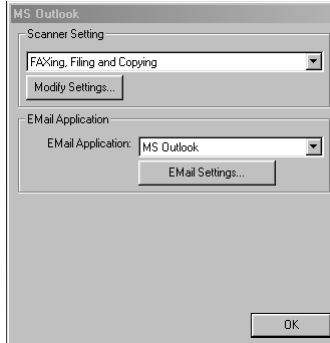 MS Outlook
Scanner Setting
FAXing, Filing and Copying
Modify Settings...
EMail Application
EMail Application: MS Outlook
EMail Settings...
OK